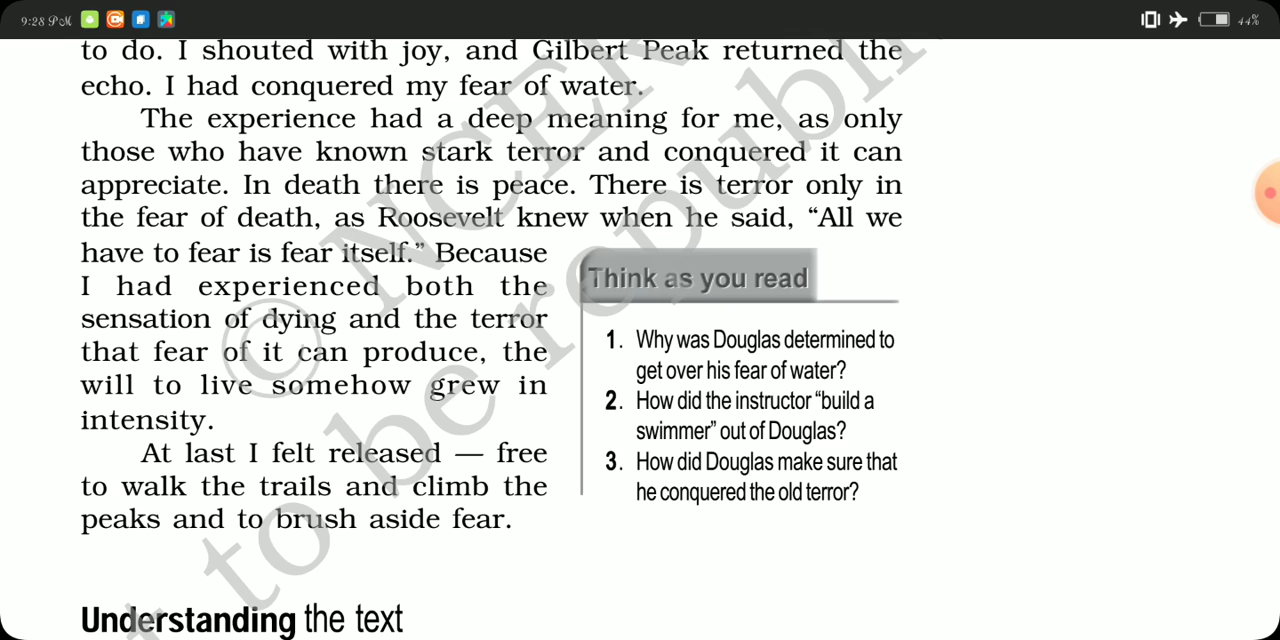 9:28 PM
44%
to do. I shouted with joy, and Gilbert Peak returned the
echo. I had conquered my fear of water.
The experience had a deep meaning for me, as only
those who have known stark terror and conquered it can
appreciate. In death there is peace. There is terror only in
the fear of death, as Roosevelt knew when he said, “All we
have to fear is fear itself.” Because
I had experienced both the
sensation of dying and the terror
that fear of it can produce, the
will to live somehow grew in
intensity.
At last I felt released — free
to walk the trails and climb the
peaks and to brush aside fear.
Think as you read
1. Why was Douglas determined to
get over his fear of water?
2. How did the instructor “build a
swimmer” out of Douglas?
3. How did Douglas make sure that
he conquered the old terror?
Understanding the text
© NCER
t to be republi